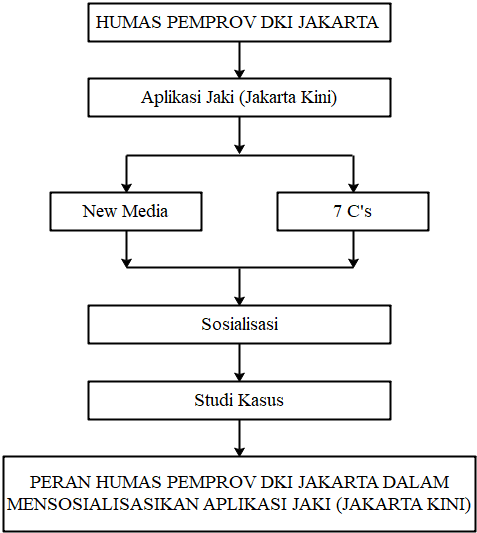 HUMAS PEMPROV DKI JAKARTA
Aplikasi Jaki (Jakarta Kini)
New Media
7 C's
Sosialisasi
Studi Kasus
PERAN HUMAS PEMPROV DKI JAKARTA DALAM
MENSOSIALISASIKAN APLIKASI JAKI (JAKARTA KINI)